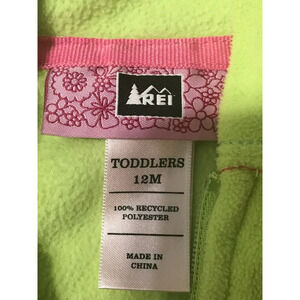 REI
TODDLERS
12M
100% RECYCLED
POLYESTER
MADE IN
CHINA